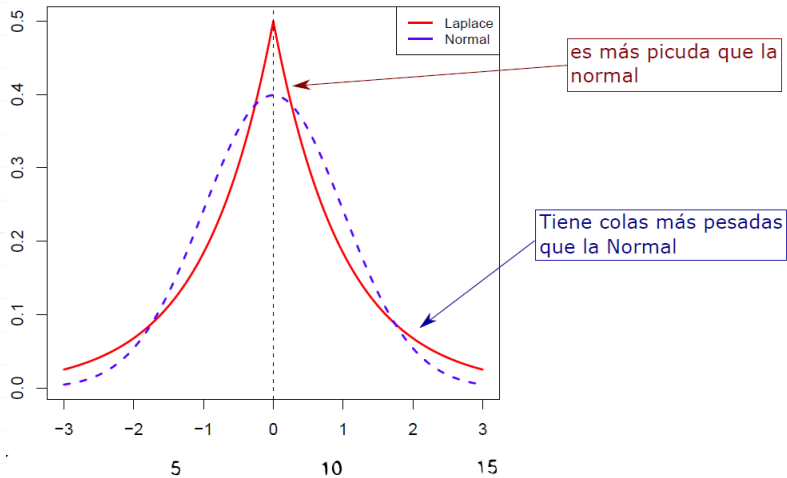 0.5
Laplace
Normal
es más picuda que la
normal
0.4
0.3
0.2
Tiene colas más pesadas
que la Normal
0.1
0.0
−3 −2 −1 0 1 2 3
5 10 15